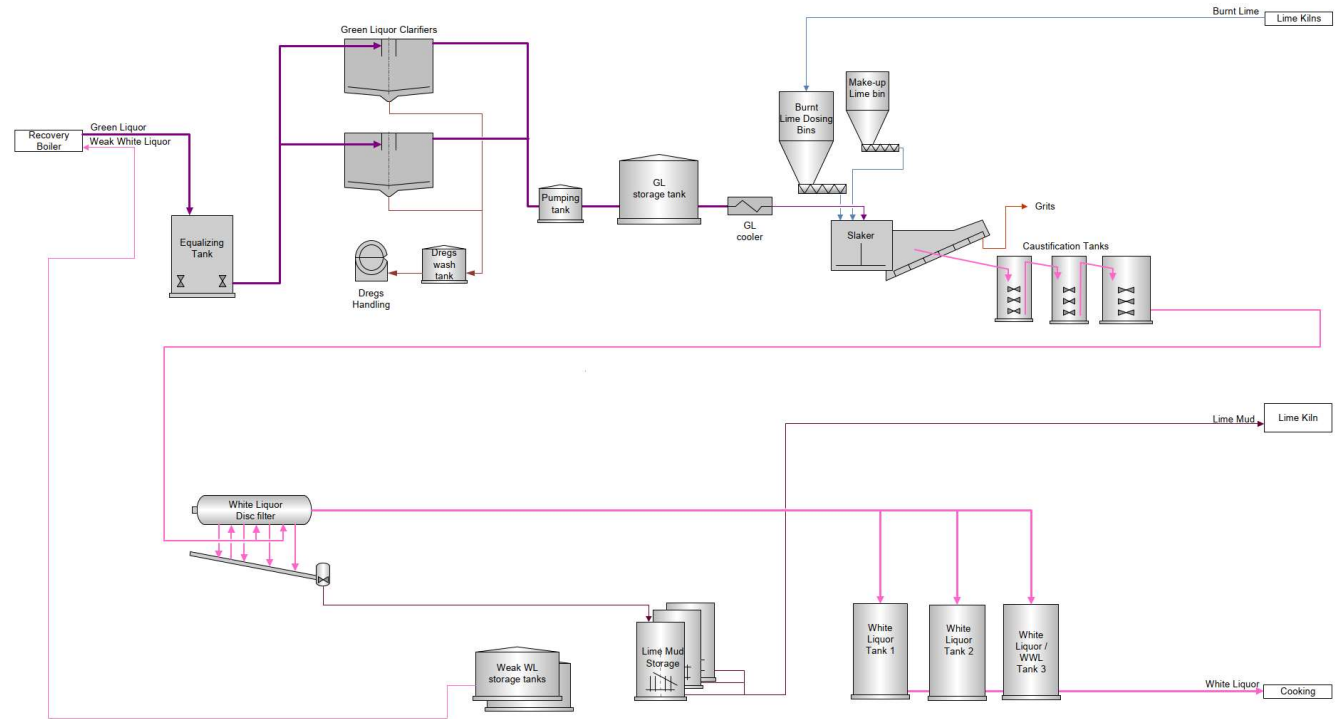 Burnt Lime
Lime Kilns
Green Liquor Clarifiers
Make-up
Lime bin
Burnt
Lime Dosing
Bins
Recovery
Boiler
Green Liquor
Weak White Liquor
GL
storage tank
Pumping
tank
GL
cooler
Slaker
Grits
Equalizing
Tank
Dregs
wash
tank
Dregs
Handling
Caustification Tanks
Lime Mud
Lime Kiln
White Liquor
Disc filter
Lime Mud
Storage
Weak WL
storage tanks
White
Liquor
Tank 1
White
Liquor
Tank 2
White
Liquor /
WWL
Tank 3
White Liquor
Cooking